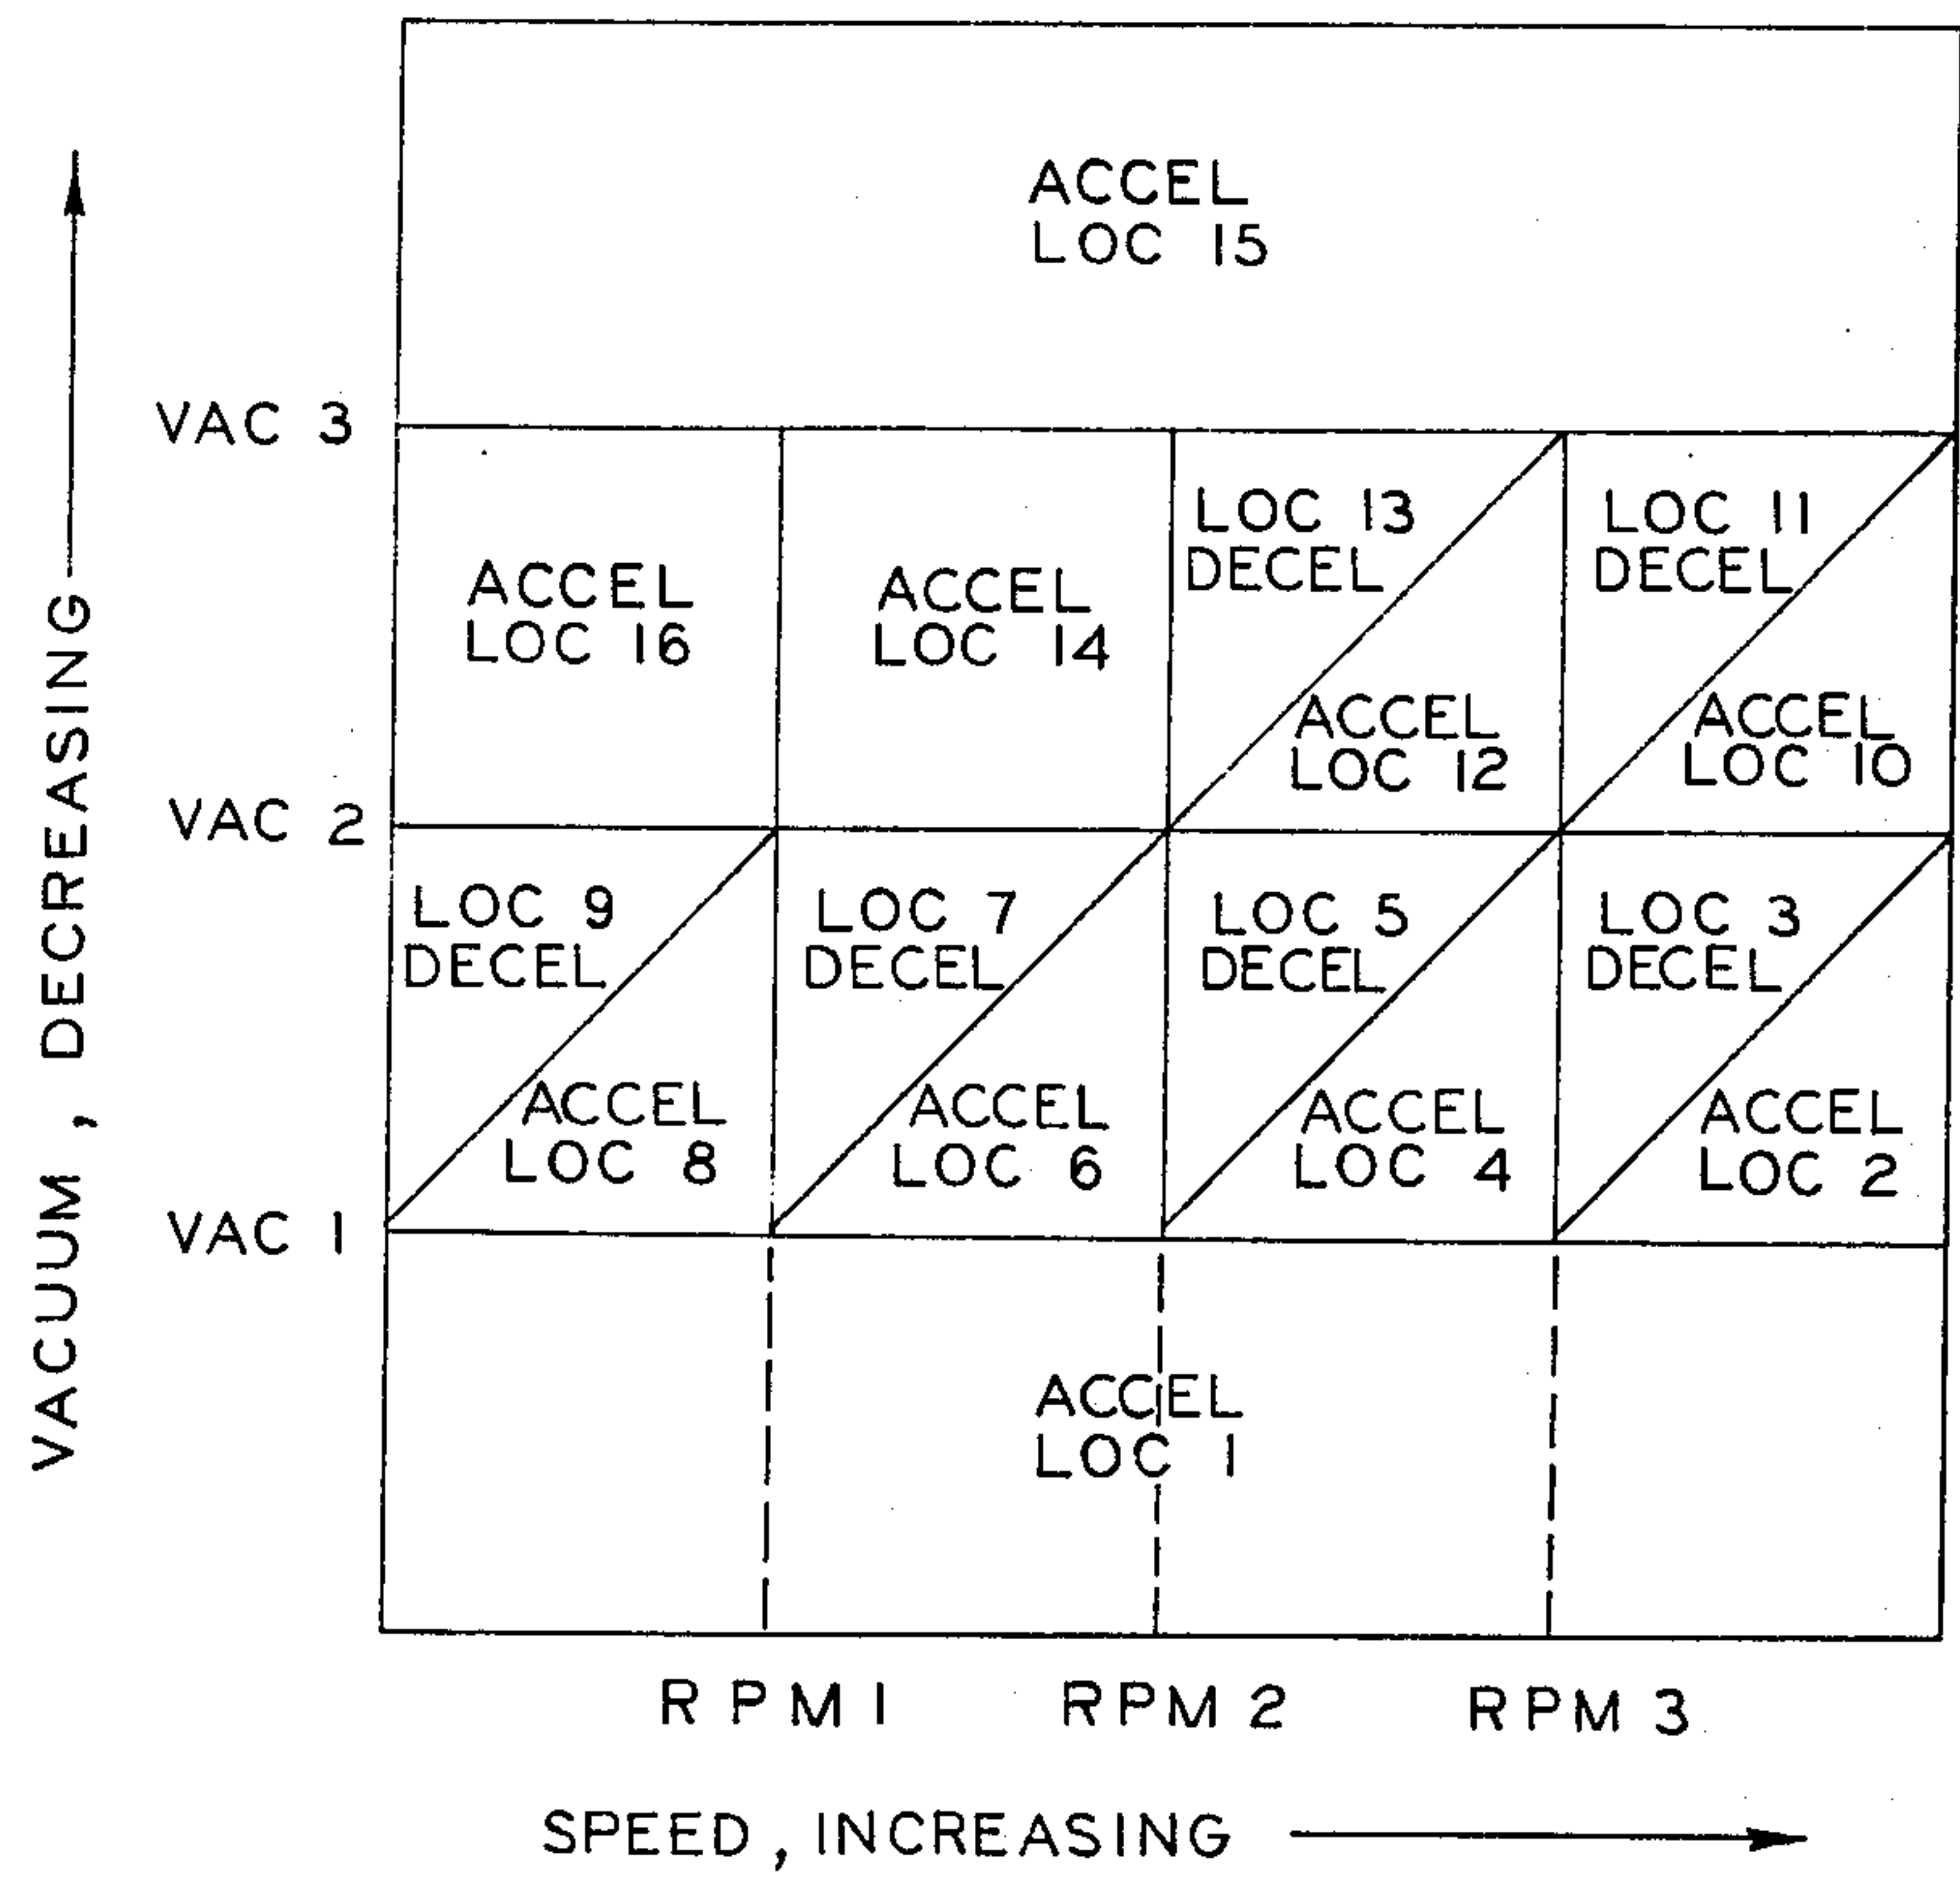 ACCEL
LOC 15
VAC 3
ACCEL
LOC 16
ACCEL
LOC 14
LOC 13
DECEL
ACCEL
LOC 12
LOC 11
DECEL
ACCEL
LOC 10
VAC 2
LOC 9
DECEL
ACCEL
LOC 8
LOC 7
DECEL
ACCEL
LOC 6
LOC 5
DECEL
ACCEL
LOC 4
LOC 3
DECEL
ACCEL
LOC 2
VAC 1
ACCEL
LOC 1
VACUUM, DECREASING
RPM 1
RPM 2
RPM 3
SPEED, INCREASING